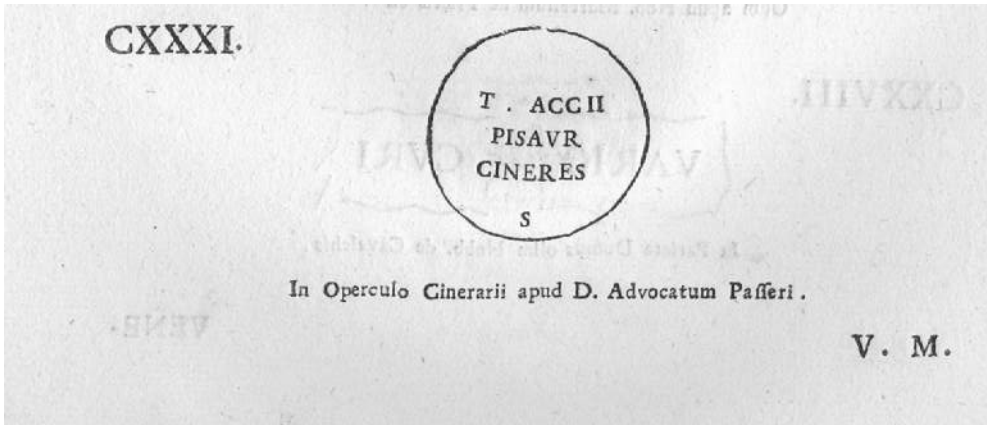 CXXXI.
T . ACCII
PISAVR
CINERES
S
In Operculo Cinerarii apud D. Advocatum Paſſeri .
V. M.